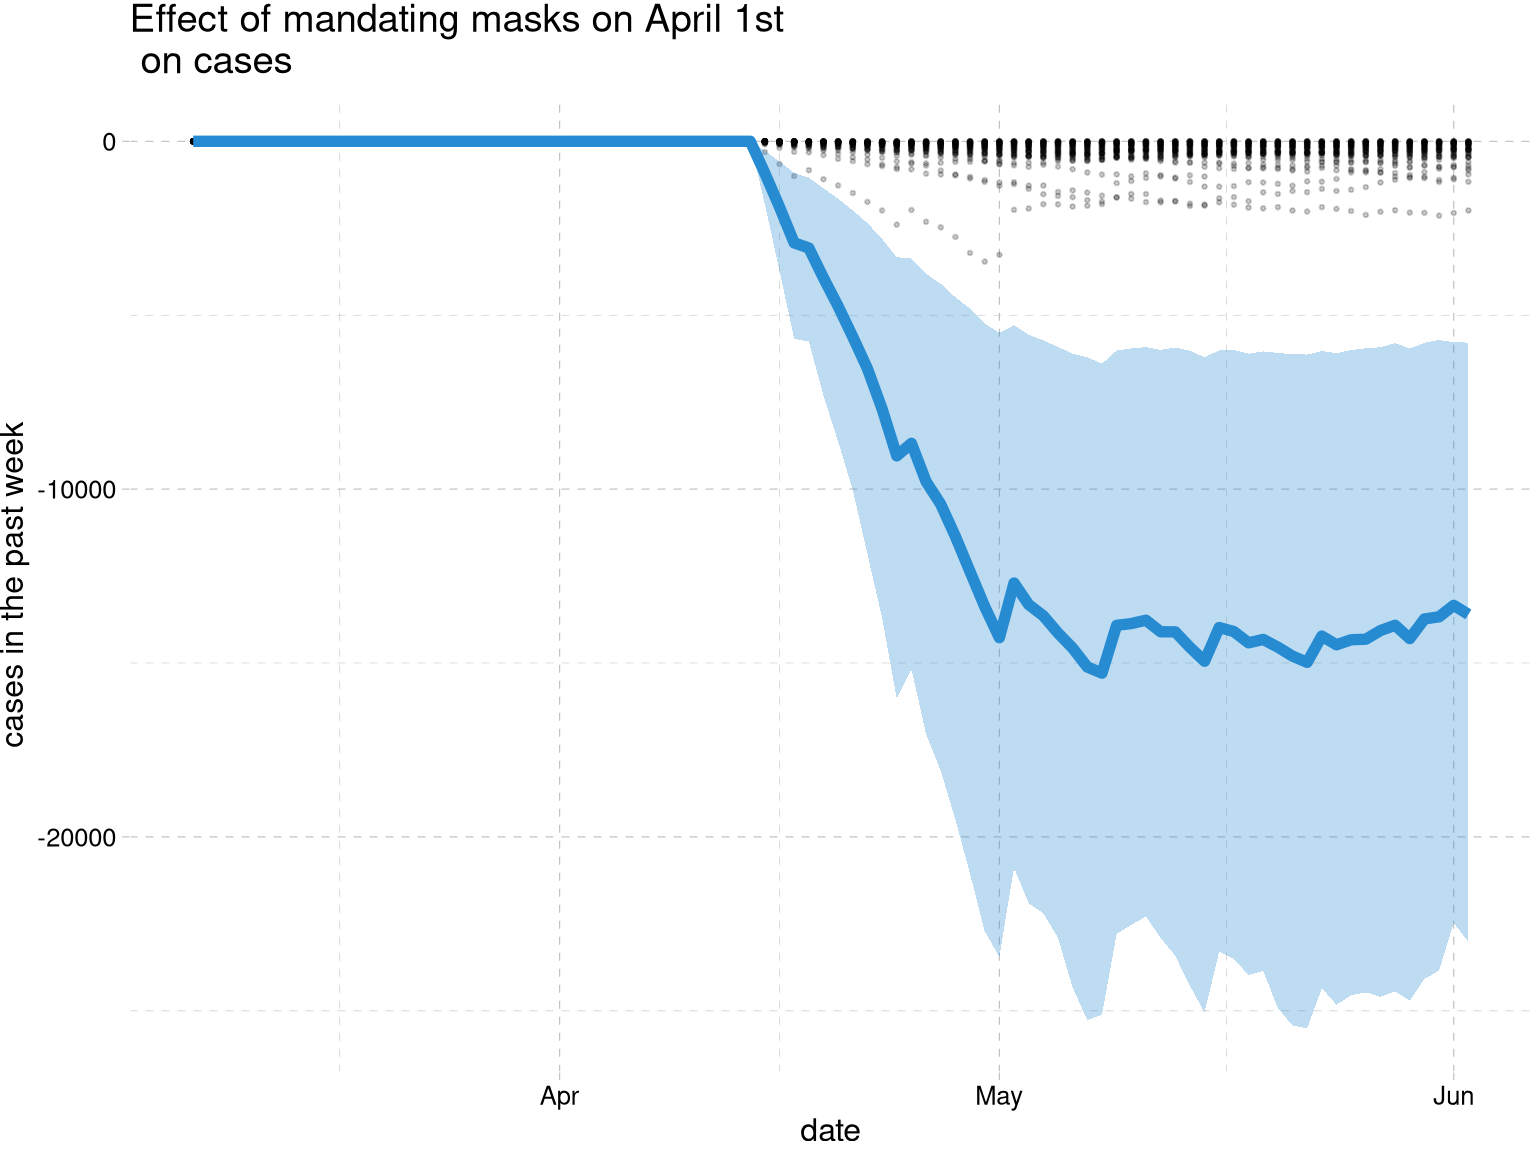 Effect of mandating masks on April 1st
on cases
0
-10000
-20000
cases in the past week
Apr
May
Jun
date